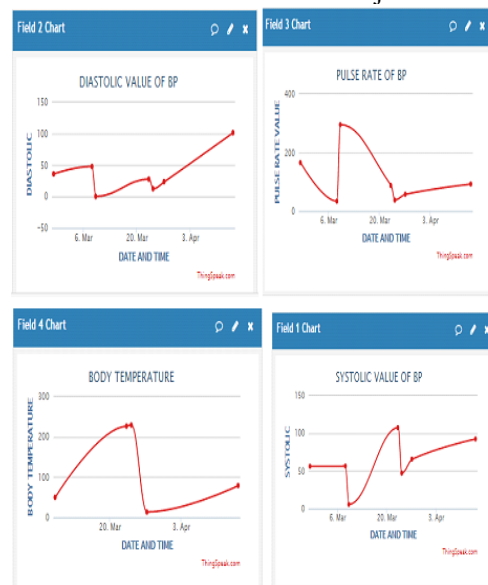 Field 2 Chart
DIASTOLIC VALUE OF BP
150
100
50
0
-50
DIASTOLIC
6. Mar
20. Mar
3. Apr
DATE AND TIME
ThingSpeak.com
Field 3 Chart
PULSE RATE OF BP
400
200
0
PULSE RATE VALUE
6. Mar
20. Mar
3. Apr
DATE AND TIME
ThingSpeak.com
Field 4 Chart
BODY TEMPERATURE
300
200
100
0
BODY TEMPERATURE
20. Mar
3. Apr
DATE AND TIME
ThingSpeak.com
Field 1 Chart
SYSTOLIC VALUE OF BP
150
100
50
0
SYSTOLIC
6. Mar
20. Mar
3. Apr
DATE AND TIME
ThingSpeak.com